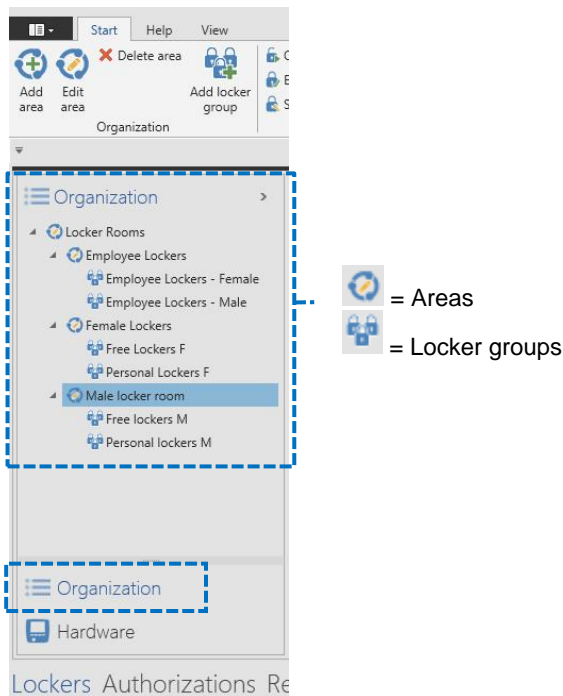 Start Help View
Delete area
Add area
Edit area
Add locker group
Organization
Organization
Locker Rooms
Employee Lockers
Employee Lockers - Female
Employee Lockers - Male
Female Lockers
Free Lockers F
Personal Lockers F
Male locker room
Free lockers M
Personal lockers M
Organization
Hardware
Lockers Authorizations Re
= Areas
= Locker groups